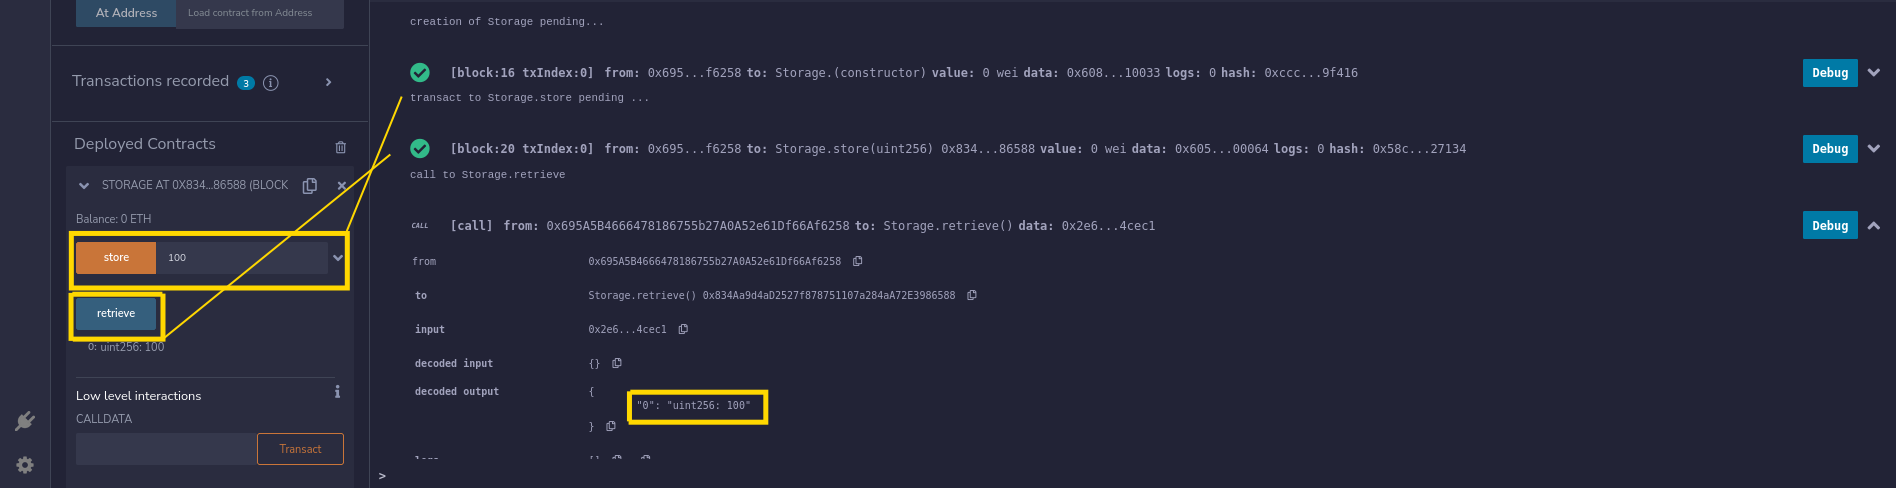 At Address Load contract from Address
Transactions recorded 3 i
Deployed Contracts
STORAGE AT 0X834...86588 (BLOCK
Balance: 0 ETH
store 100
retrieve
0: uint256: 100
Low level interactions i
CALLDATA
Transact
creation of Storage pending...
[block:16 txIndex:0] from: 0x695...f6258 to: Storage.(constructor) value: 0 wei data: 0x608...10033 logs: 0 hash: 0xccc...9f416 Debug
transact to Storage.store pending ...
[block:20 txIndex:0] from: 0x695...f6258 to: Storage.store(uint256) 0x834...86588 value: 0 wei data: 0x605...00064 logs: 0 hash: 0x58c...27134 Debug
call to Storage.retrieve
CALL [call] from: 0x695A5B4666478186755b27A0A52e61Df66Af6258 to: Storage.retrieve() data: 0x2e6...4cec1 Debug
from 0x695A5B4666478186755b27A0A52e61Df66Af6258
to Storage.retrieve() 0x834Aa9d4aD2527f878751107a284aA72E3986588
input 0x2e6...4cec1
decoded input {}
decoded output {
"0": "uint256: 100"
}
>